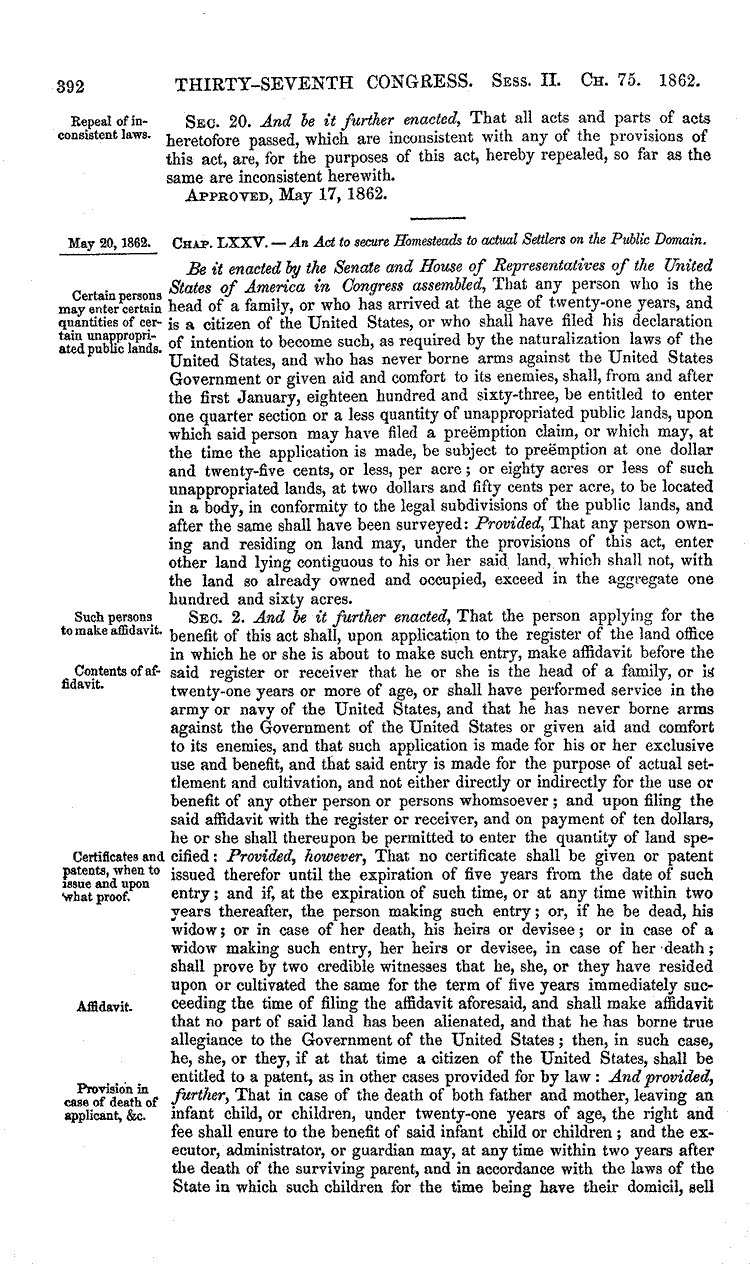 392 THIRTY-SEVENTH CONGRESS. Sess. II. Ch. 75. 1862.
Repeal of in-
consistent laws.
Sec. 20. And be it further enacted, That all acts and parts of acts
heretofore passed, which are inconsistent with any of the provisions of
this act, are, for the purposes of this act, hereby repealed, so far as the
same are inconsistent herewith.
Approved, May 17, 1862.
May 20, 1862.
Chap. LXXV. — An Act to secure Homesteads to actual Settlers on the Public Domain.
Certain persons
may enter certain
quantities of cer-
tain unappropri-
ated public lands.
Be it enacted by the Senate and House of Representatives of the United
States of America in Congress assembled, That any person who is the
head of a family, or who has arrived at the age of twenty-one years, and
is a citizen of the United States, or who shall have filed his declaration
of intention to become such, as required by the naturalization laws of the
United States, and who has never borne arms against the United States
Government or given aid and comfort to its enemies, shall, from and after
the first January, eighteen hundred and sixty-three, be entitled to enter
one quarter section or a less quantity of unappropriated public lands, upon
which said person may have filed a preëmption claim, or which may, at
the time the application is made, be subject to preëmption at one dollar
and twenty-five cents, or less, per acre; or eighty acres or less of such
unappropriated lands, at two dollars and fifty cents per acre, to be located
in a body, in conformity to the legal subdivisions of the public lands, and
after the same shall have been surveyed: Provided, That any person own-
ing and residing on land may, under the provisions of this act, enter
other land lying contiguous to his or her said land, which shall not, with
the land so already owned and occupied, exceed in the aggregate one
hundred and sixty acres.
Such persons
to make affidavit.
Contents of af-
fidavit.
Sec. 2. And be it further enacted, That the person applying for the
benefit of this act shall, upon application to the register of the land office
in which he or she is about to make such entry, make affidavit before the
said register or receiver that he or she is the head of a family, or is
twenty-one years or more of age, or shall have performed service in the
army or navy of the United States, and that he has never borne arms
against the Government of the United States or given aid and comfort
to its enemies, and that such application is made for his or her exclusive
use and benefit, and that said entry is made for the purpose of actual set-
tlement and cultivation, and not either directly or indirectly for the use or
benefit of any other person or persons whomsoever; and upon filing the
said affidavit with the register or receiver, and on payment of ten dollars,
he or she shall thereupon be permitted to enter the quantity of land spe-
Certificates and
patents, when to
issue and upon
what proof.
cified: Provided, however, That no certificate shall be given or patent
issued therefor until the expiration of five years from the date of such
entry; and if, at the expiration of such time, or at any time within two
years thereafter, the person making such entry; or, if he be dead, his
widow; or in case of her death, his heirs or devisee; or in case of a
widow making such entry, her heirs or devisee, in case of her death;
shall prove by two credible witnesses that he, she, or they have resided
upon or cultivated the same for the term of five years immediately suc-
Affidavit.
ceeding the time of filing the affidavit aforesaid, and shall make affidavit
that no part of said land has been alienated, and that he has borne true
allegiance to the Government of the United States; then, in such case,
he, she, or they, if at that time a citizen of the United States, shall be
entitled to a patent, as in other cases provided for by law: And provided,
Provision in
case of death of
applicant, &c.
further, That in case of the death of both father and mother, leaving an
infant child, or children, under twenty-one years of age, the right and
fee shall enure to the benefit of said infant child or children; and the ex-
ecutor, administrator, or guardian may, at any time within two years after
the death of the surviving parent, and in accordance with the laws of the
State in which such children for the time being have their domicil, sell